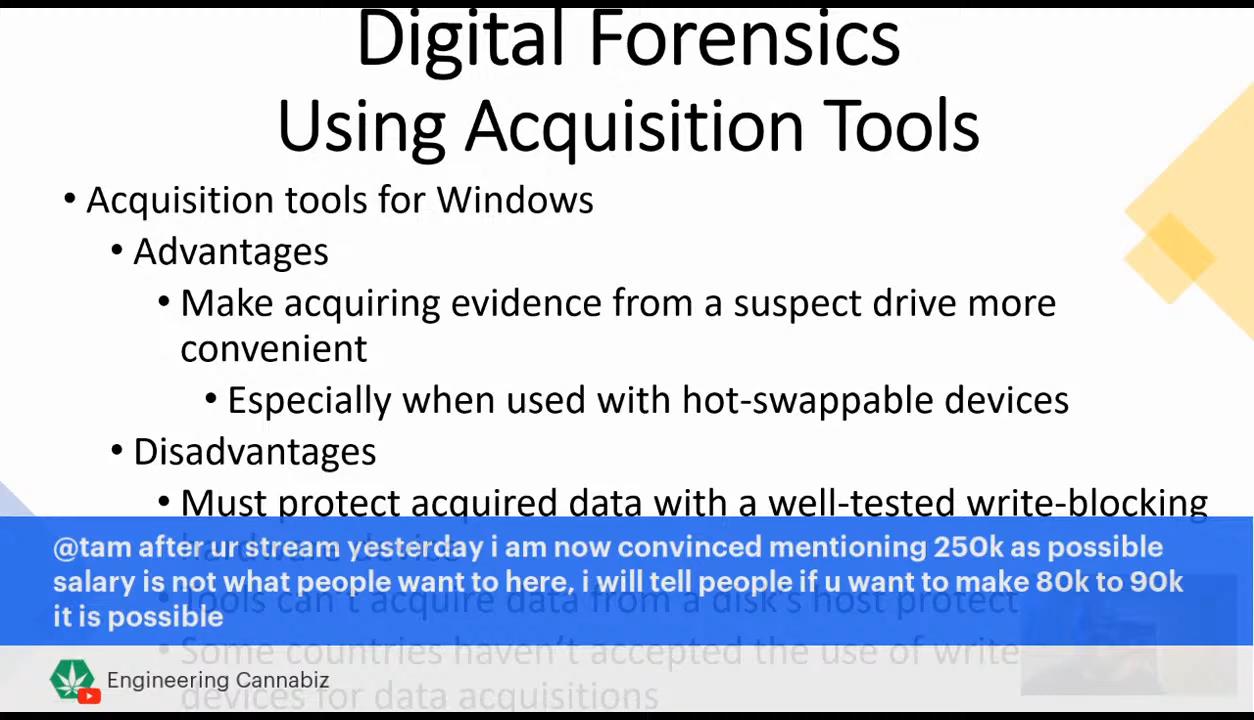 Digital Forensics
Using Acquisition Tools
• Acquisition tools for Windows
• Advantages
• Make acquiring evidence from a suspect drive more
convenient
• Especially when used with hot-swappable devices
• Disadvantages
• Must protect acquired data with a well-tested write-blocking
hardware device
• Tools can't acquire data from a disk's host protect
• Some countries haven't accepted the use of write
devices for data acquisitions
@tam after ur stream yesterday i am now convinced mentioning 250k as possible
salary is not what people want to here, i will tell people if u want to make 80k to 90k
it is possible
Engineering Cannabiz